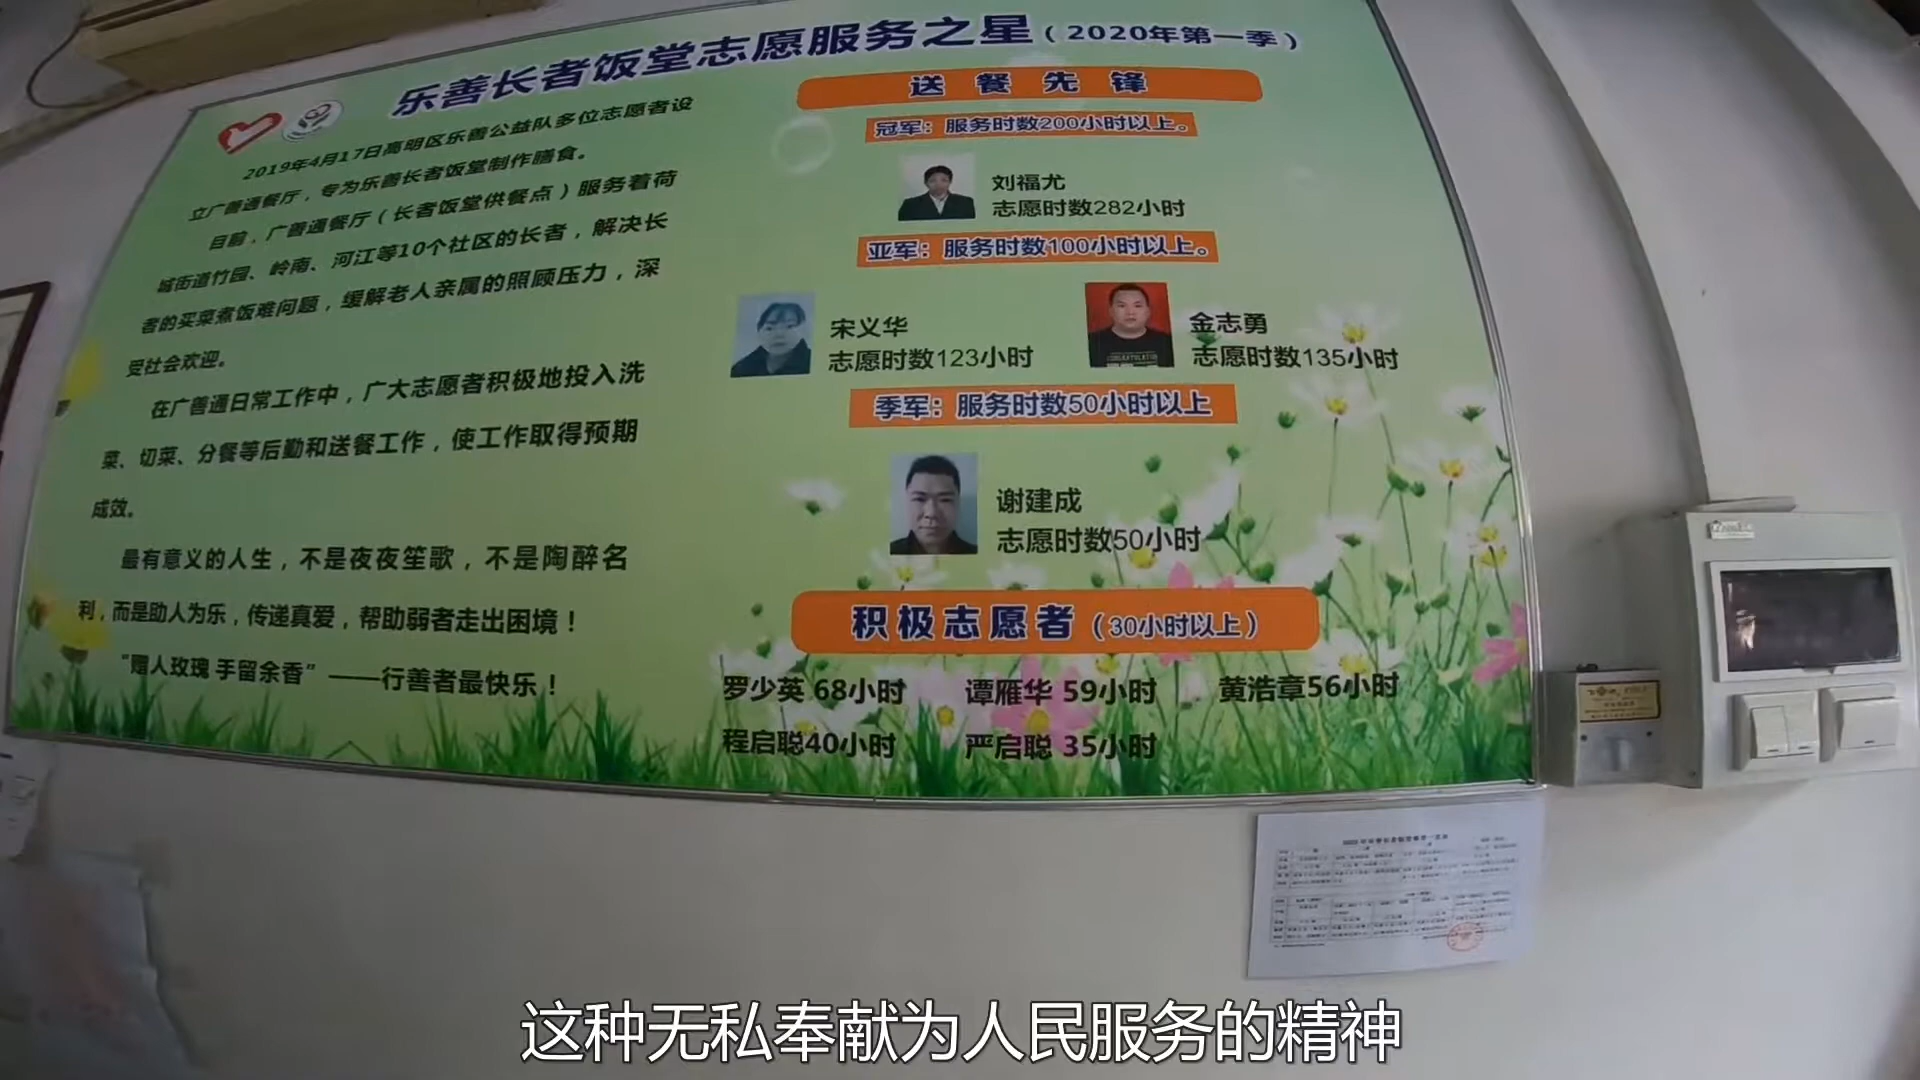 乐善长者饭堂志愿服务之星（2020年第一季）
2019年4月17日高明区乐善公益队多位志愿者设
立广善通餐厅，专为乐善长者饭堂制作膳食。
目前，广善通餐厅（长者饭堂供餐点）服务着荷
城街道竹园、岭南、河江等10个社区的长者，解决长
者的买菜煮饭难问题，缓解老人亲属的照顾压力，深
受社会欢迎。
在广善通日常工作中，广大志愿者积极地投入洗
菜、切菜、分餐等后勤和送餐工作，使工作取得预期
成效。
最有意义的人生，不是夜夜笙歌，不是陶醉名
利，而是助人为乐，传递真爱，帮助弱者走出困境！
“赠人玫瑰 手留余香”——行善者最快乐！
送餐先锋
冠军：服务时数200小时以上。
刘福尤
志愿时数282小时
亚军：服务时数100小时以上。
宋义华
志愿时数123小时
金志勇
志愿时数135小时
季军：服务时数50小时以上
谢建成
志愿时数50小时
积极志愿者（30小时以上）
罗少英 68小时 谭雁华 59小时 黄浩章56小时
程启聪40小时 严启聪 35小时
这种无私奉献为人民服务的精神